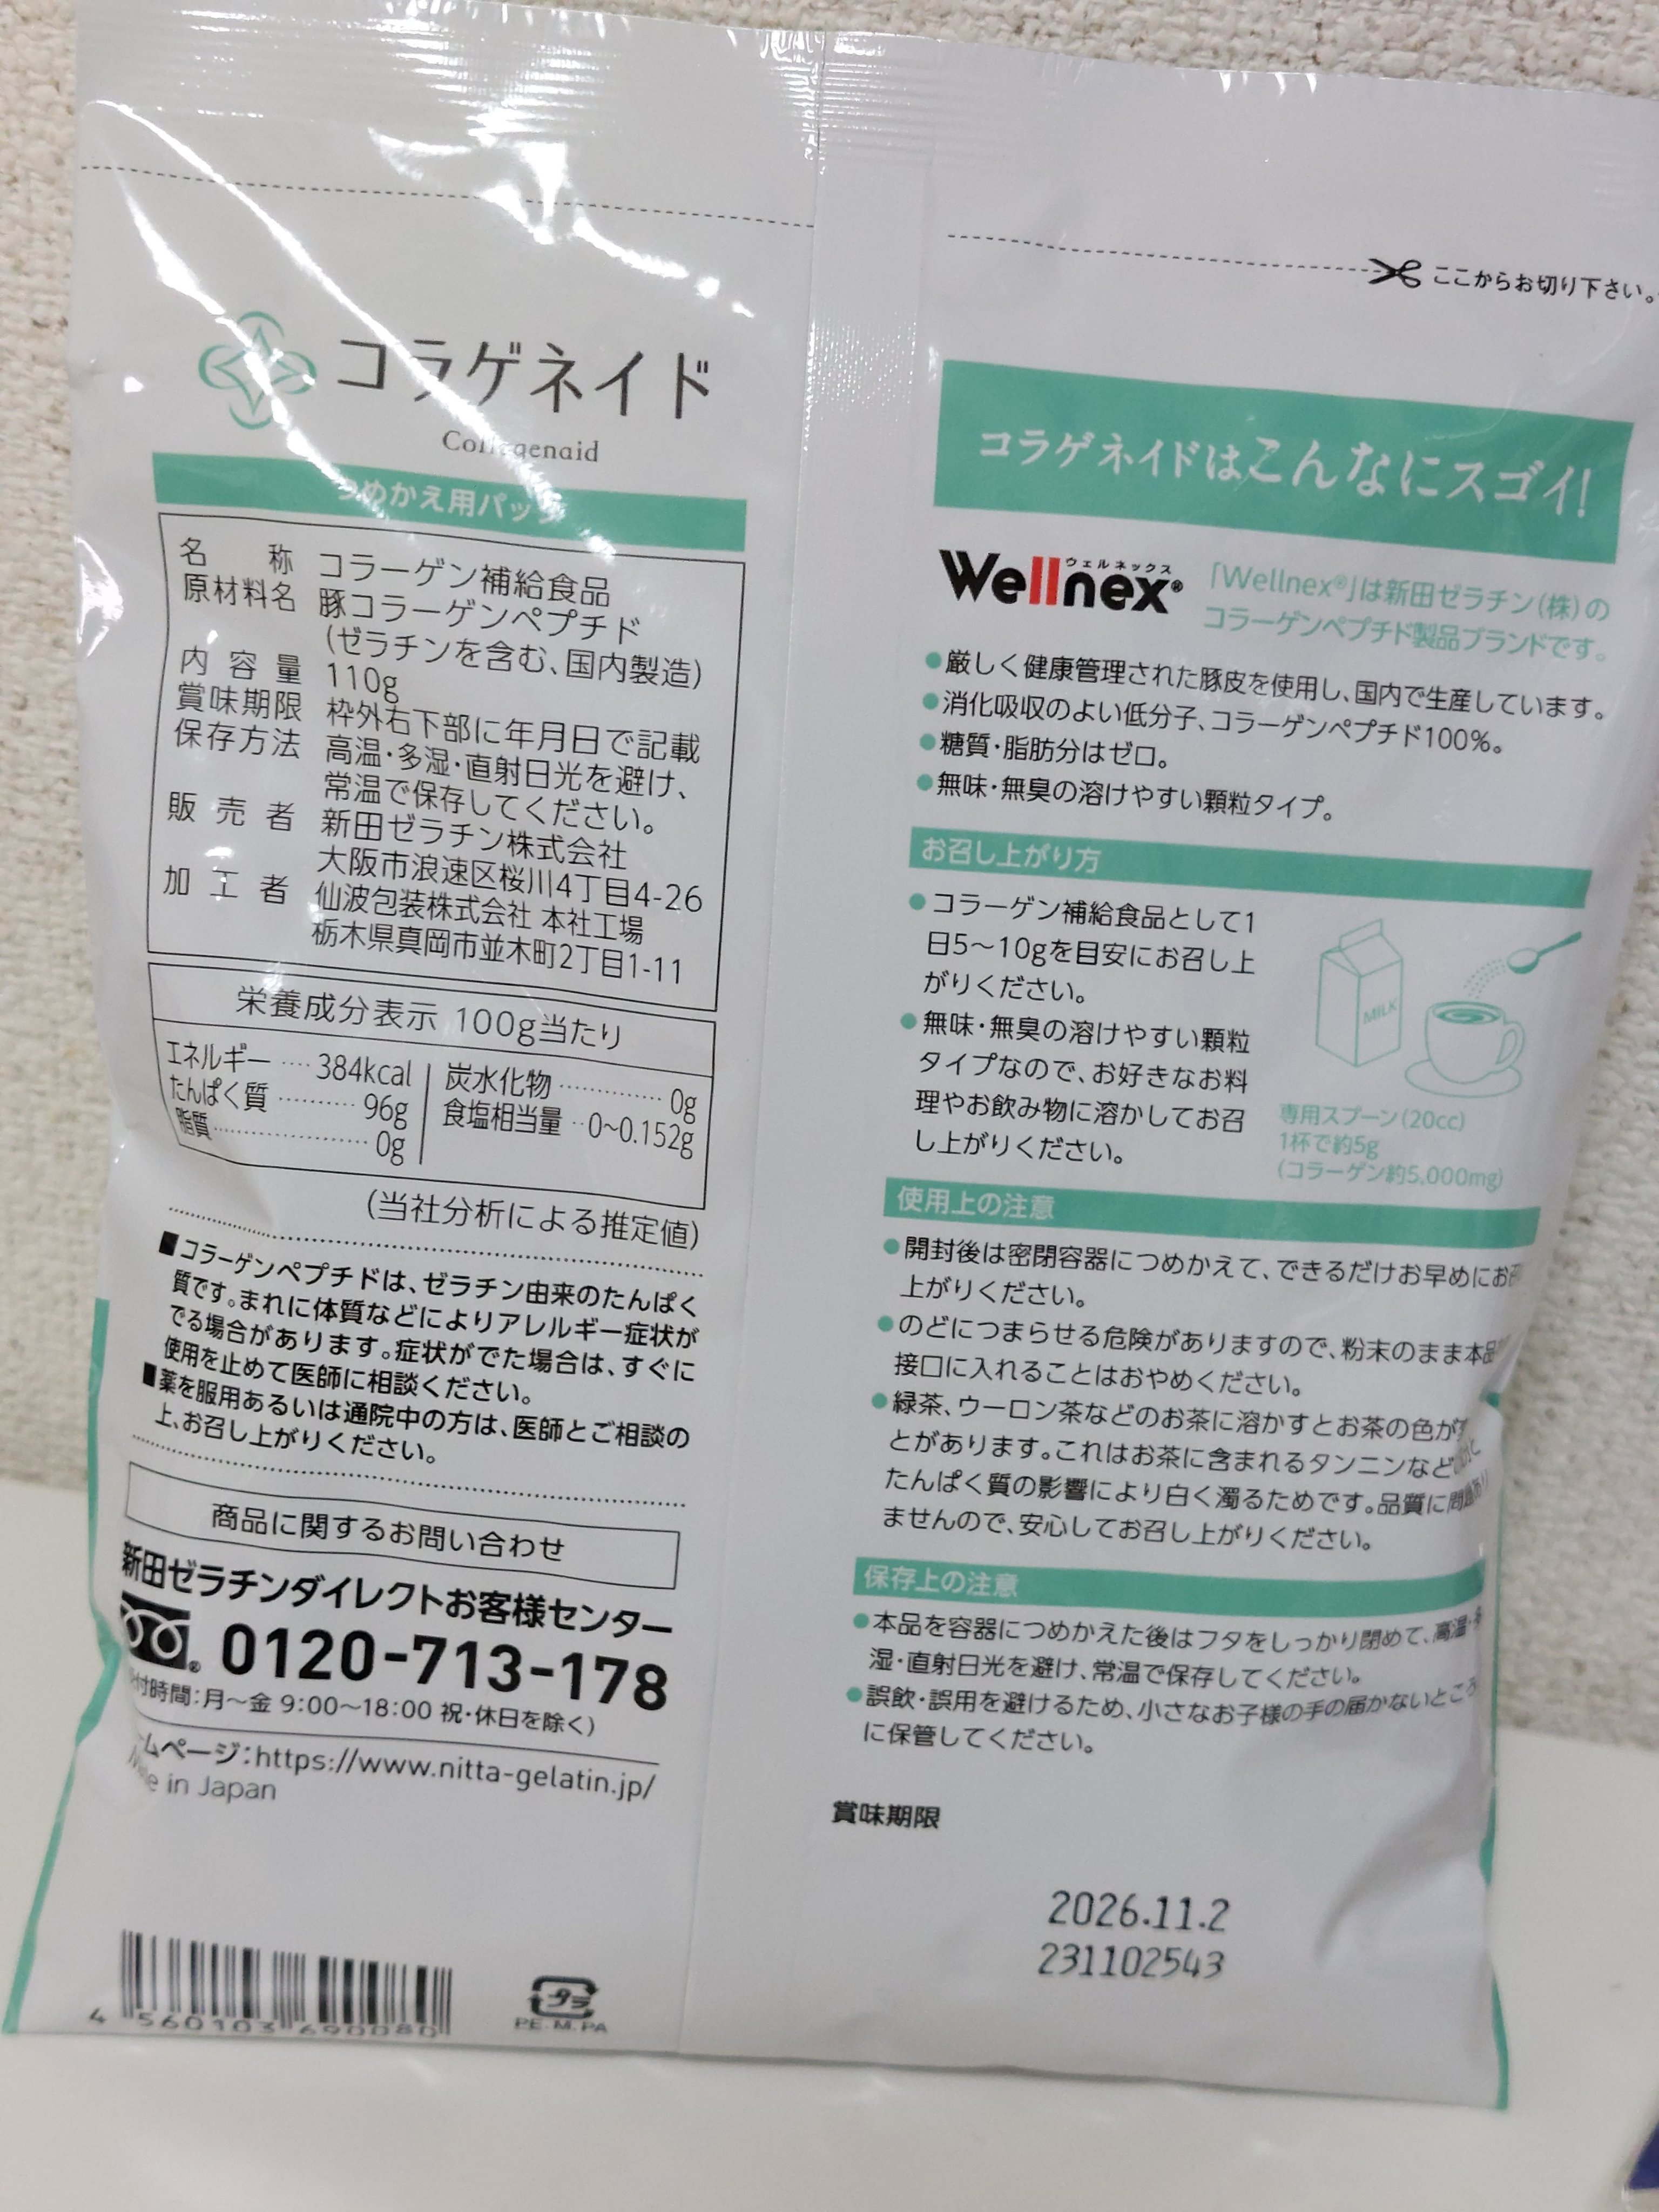 コラゲネイド
Collagenaid
つめかえ用パック
名称 コラーゲン補給食品
原材料名 豚コラーゲンペプチド
(ゼラチンを含む、国内製造)
内容量 110g
賞味期限 枠外右下部に年月日で記載
保存方法 高温・多湿・直射日光を避け、
常温で保存してください。
販売者 新田ゼラチン株式会社
大阪市浪速区桜川4丁目4-26
加工者 仙波包装株式会社 本社工場
栃木県真岡市並木町2丁目1-11
栄養成分表示 100g当たり
エネルギー…… 384kcal
たんぱく質……… 96g
脂質……………… 0g
炭水化物………… 0g
食塩相当量…0~0.152g
(当社分析による推定値)
■コラーゲンペプチドは、ゼラチン由来のたんぱく
質です。まれに体質などによりアレルギー症状が
でる場合があります。症状がでた場合は、すぐに
使用を止めて医師に相談ください。
■薬を服用あるいは通院中の方は、医師とご相談の
上、お召し上がりください。
商品に関するお問い合わせ
新田ゼラチンダイレクトお客様センター
0120-713-178
付時間:月～金 9:00～18:00 祝・休日を除く)
ムページ:https://www.nitta-gelatin.jp/
Made in Japan
4 560103 690080
プラ
PE.M.PA
ここからお切り下さい。
コラゲネイドはこんなにスゴイ!
Wellnex®
ウェルネックス
「Wellnex®」は新田ゼラチン(株)の
コラーゲンペプチド製品ブランドです。
●厳しく健康管理された豚皮を使用し、国内で生産しています。
●消化吸収のよい低分子、コラーゲンペプチド100%。
●糖質・脂肪分はゼロ。
●無味・無臭の溶けやすい顆粒タイプ。
お召し上がり方
●コラーゲン補給食品として1
日5～10gを目安にお召し上
がりください。
●無味・無臭の溶けやすい顆粒
タイプなので、お好きなお料
理やお飲み物に溶かしてお召
し上がりください。
MILK
専用スプーン(20cc)
1杯で約5g
(コラーゲン約5,000mg)
使用上の注意
●開封後は密閉容器につめかえて、できるだけお早めにお召
上がりください。
●のどにつまらせる危険がありますので、粉末のまま本品
接口に入れることはおやめください。
●緑茶、ウーロン茶などのお茶に溶かすとお茶の色が
とがあります。これはお茶に含まれるタンニンなど
たんぱく質の影響により白く濁るためです。品質に問題あり
ませんので、安心してお召し上がりください。
保存上の注意
●本品を容器につめかえた後はフタをしっかり閉めて、高温・多
湿・直射日光を避け、常温で保存してください。
●誤飲・誤用を避けるため、小さなお子様の手の届かないところ
に保管してください。
賞味期限
2026.11.2
231102543